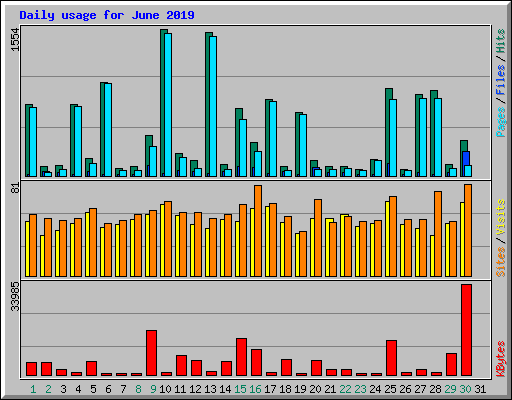 Daily usage for June 2019
1554
Pages / Files / Hits
81
Sites / Visits
33985
KBytes
1 2 3 4 5 6 7 8 9 10 11 12 13 14 15 16 17 18 19 20 21 22 23 24 25 26 27 28 29 30 31